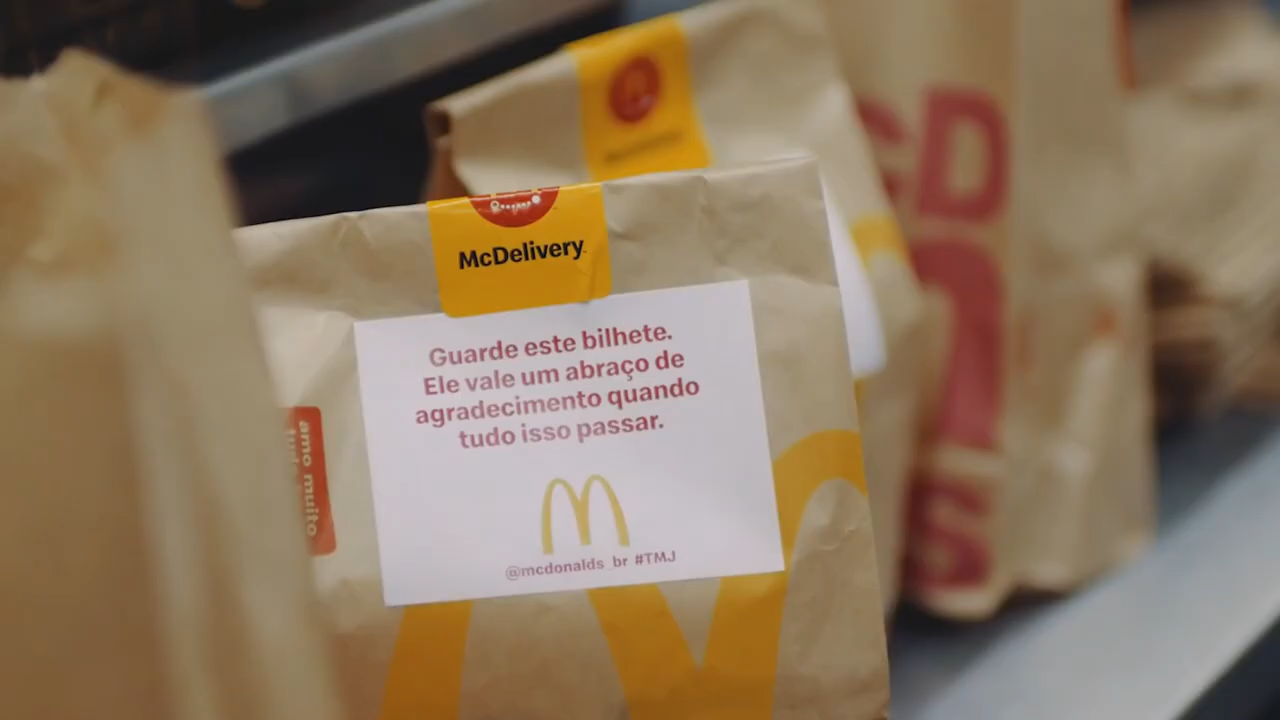 McDelivery
Guarde este bilhete.
Ele vale um abraço de
agradecimento quando
tudo isso passar.
@mcdonalds_br #TMJ
amo muito